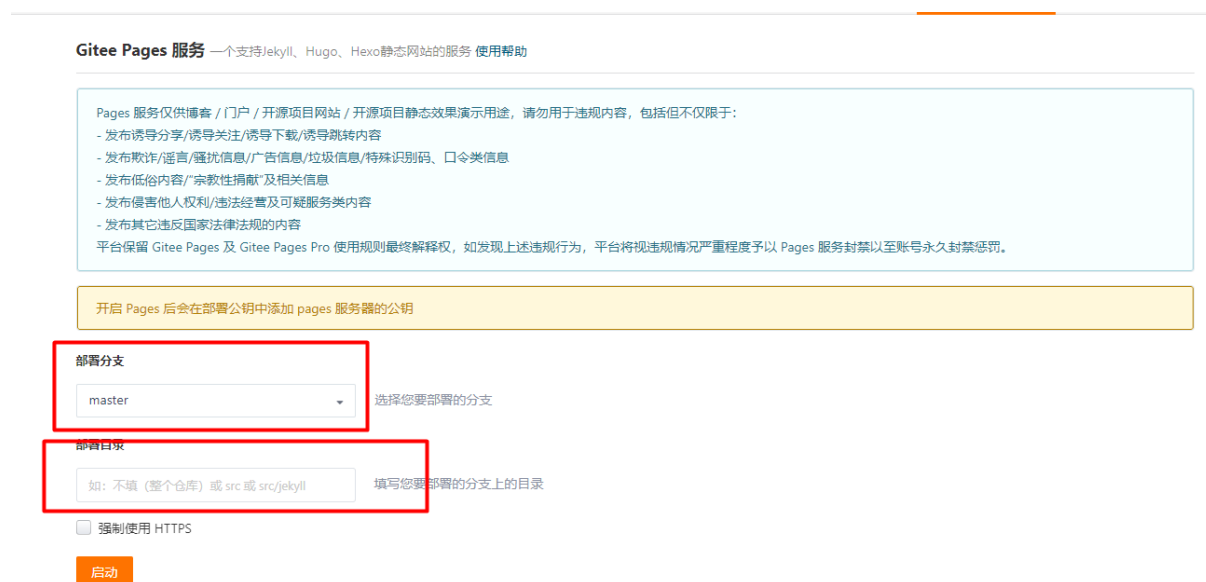 Gitee Pages 服务 一个支持Jekyll、Hugo、Hexo静态网站的服务 使用帮助
Pages 服务仅供博客 / 门户 / 开源项目网站 / 开源项目静态效果演示用途，请勿用于违规内容，包括但不仅限于：
- 发布诱导分享/诱导关注/诱导下载/诱导跳转内容
- 发布欺诈/谣言/骚扰信息/广告信息/垃圾信息/特殊识别码、口令类信息
- 发布低俗内容/“宗教性捐献”及相关信息
- 发布侵害他人权利/违法经营及可疑服务类内容
- 发布其它违反国家法律法规的内容
平台保留 Gitee Pages 及 Gitee Pages Pro 使用规则最终解释权，如发现上述违规行为，平台将视违规情况严重程度予以 Pages 服务封禁以至账号永久封禁惩罚。
开启 Pages 后会在部署公钥中添加 pages 服务器的公钥
部署分支
master 选择您要部署的分支
部署目录
如：不填（整个仓库）或 src 或 src/jekyll 填写您要部署的分支上的目录
强制使用 HTTPS
启动